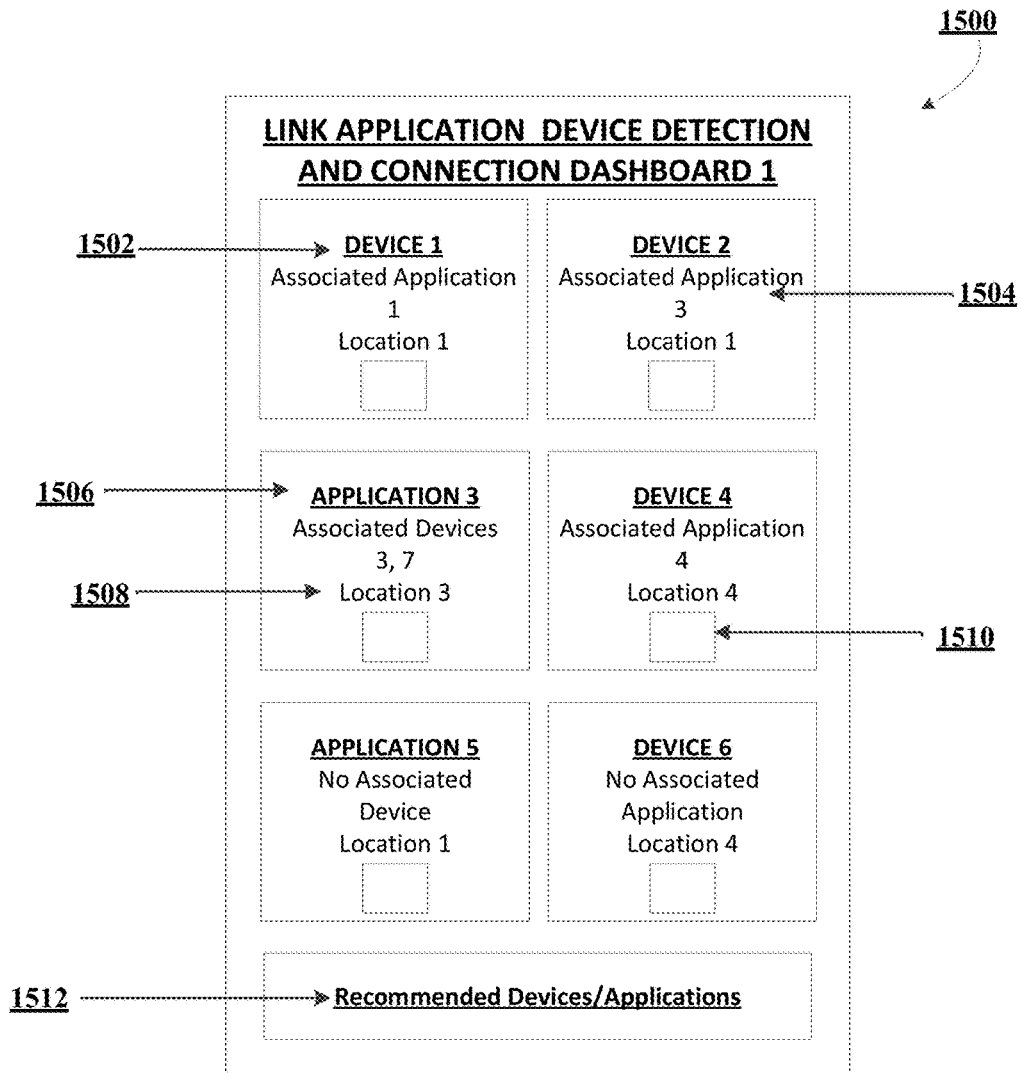 1500
LINK APPLICATION DEVICE DETECTION
AND CONNECTION DASHBOARD 1
1502
DEVICE 1
Associated Application
1
Location 1
DEVICE 2
Associated Application
3
Location 1
1504
1506
APPLICATION 3
Associated Devices
3, 7
Location 3
1508
DEVICE 4
Associated Application
4
Location 4
1510
APPLICATION 5
No Associated
Device
Location 1
DEVICE 6
No Associated
Application
Location 4
1512
Recommended Devices/Applications